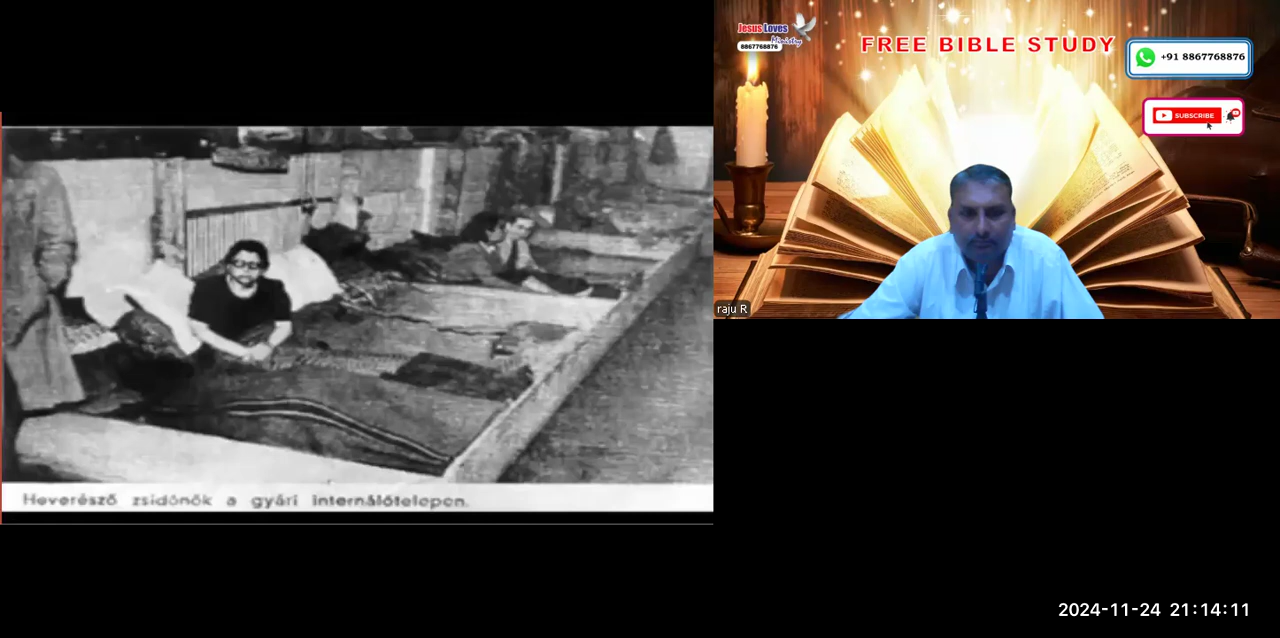 Heverésző zsidónők a gyári internálótelepen.
Jesus Loves
Ministry
8867768876
FREE BIBLE STUDY
+91 8867768876
SUBSCRIBE
raju R
2024-11-24 21:14:11